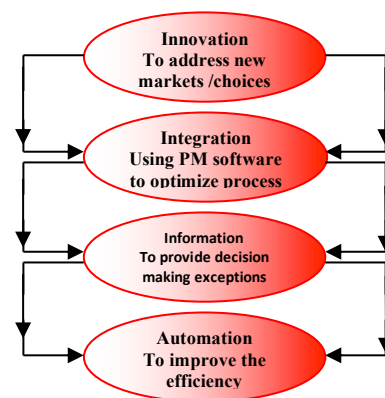 Innovation
To address new
markets /choices
Integration
Using PM software
to optimize process
Information
To provide decision
making exceptions
Automation
To improve the
efficiency